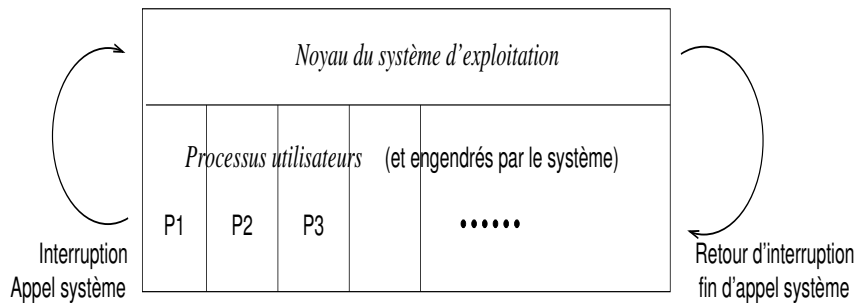 Noyau du système d'exploitation
Processus utilisateurs (et engendrés par le système)
P1 P2 P3 ••••••
Interruption
Appel système
Retour d'interruption
fin d'appel système